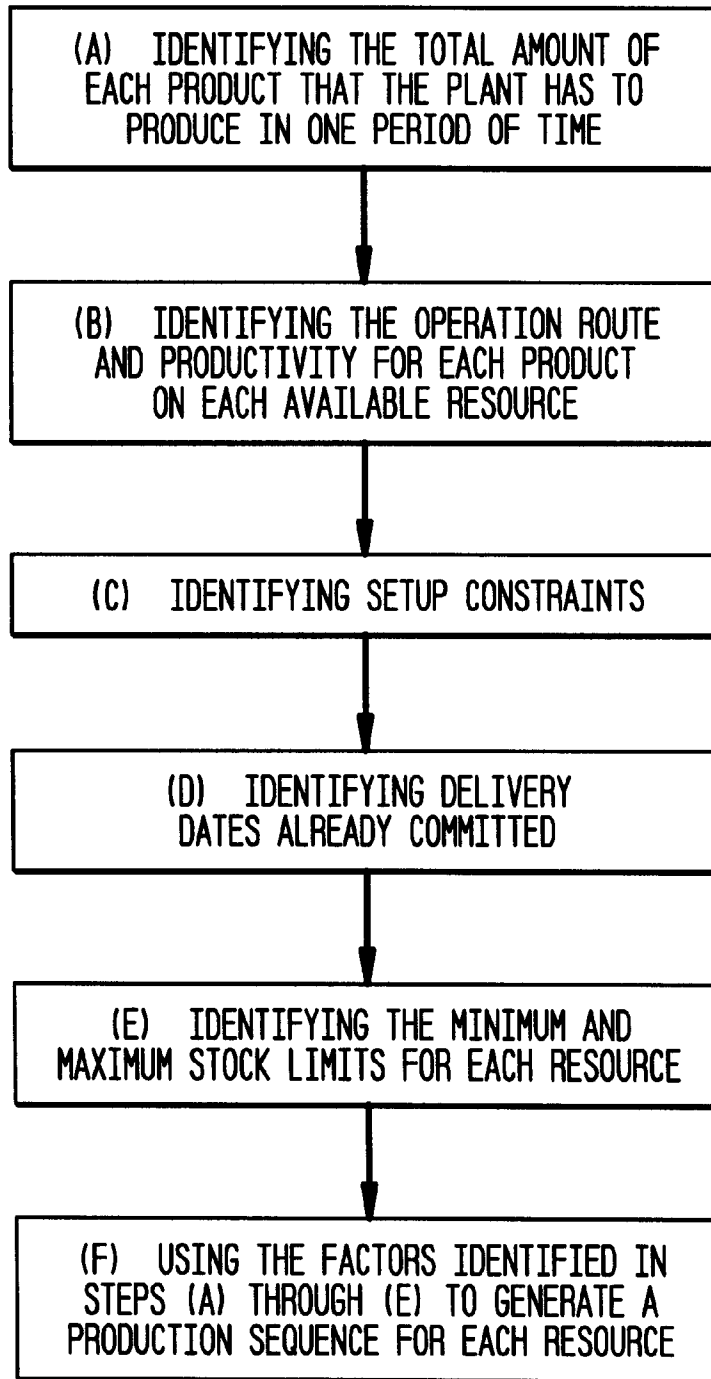 (A) IDENTIFYING THE TOTAL AMOUNT OF
EACH PRODUCT THAT THE PLANT HAS TO
PRODUCE IN ONE PERIOD OF TIME
(B) IDENTIFYING THE OPERATION ROUTE
AND PRODUCTIVITY FOR EACH PRODUCT
ON EACH AVAILABLE RESOURCE
(C) IDENTIFYING SETUP CONSTRAINTS
(D) IDENTIFYING DELIVERY
DATES ALREADY COMMITTED
(E) IDENTIFYING THE MINIMUM AND
MAXIMUM STOCK LIMITS FOR EACH RESOURCE
(F) USING THE FACTORS IDENTIFIED IN
STEPS (A) THROUGH (E) TO GENERATE A
PRODUCTION SEQUENCE FOR EACH RESOURCE